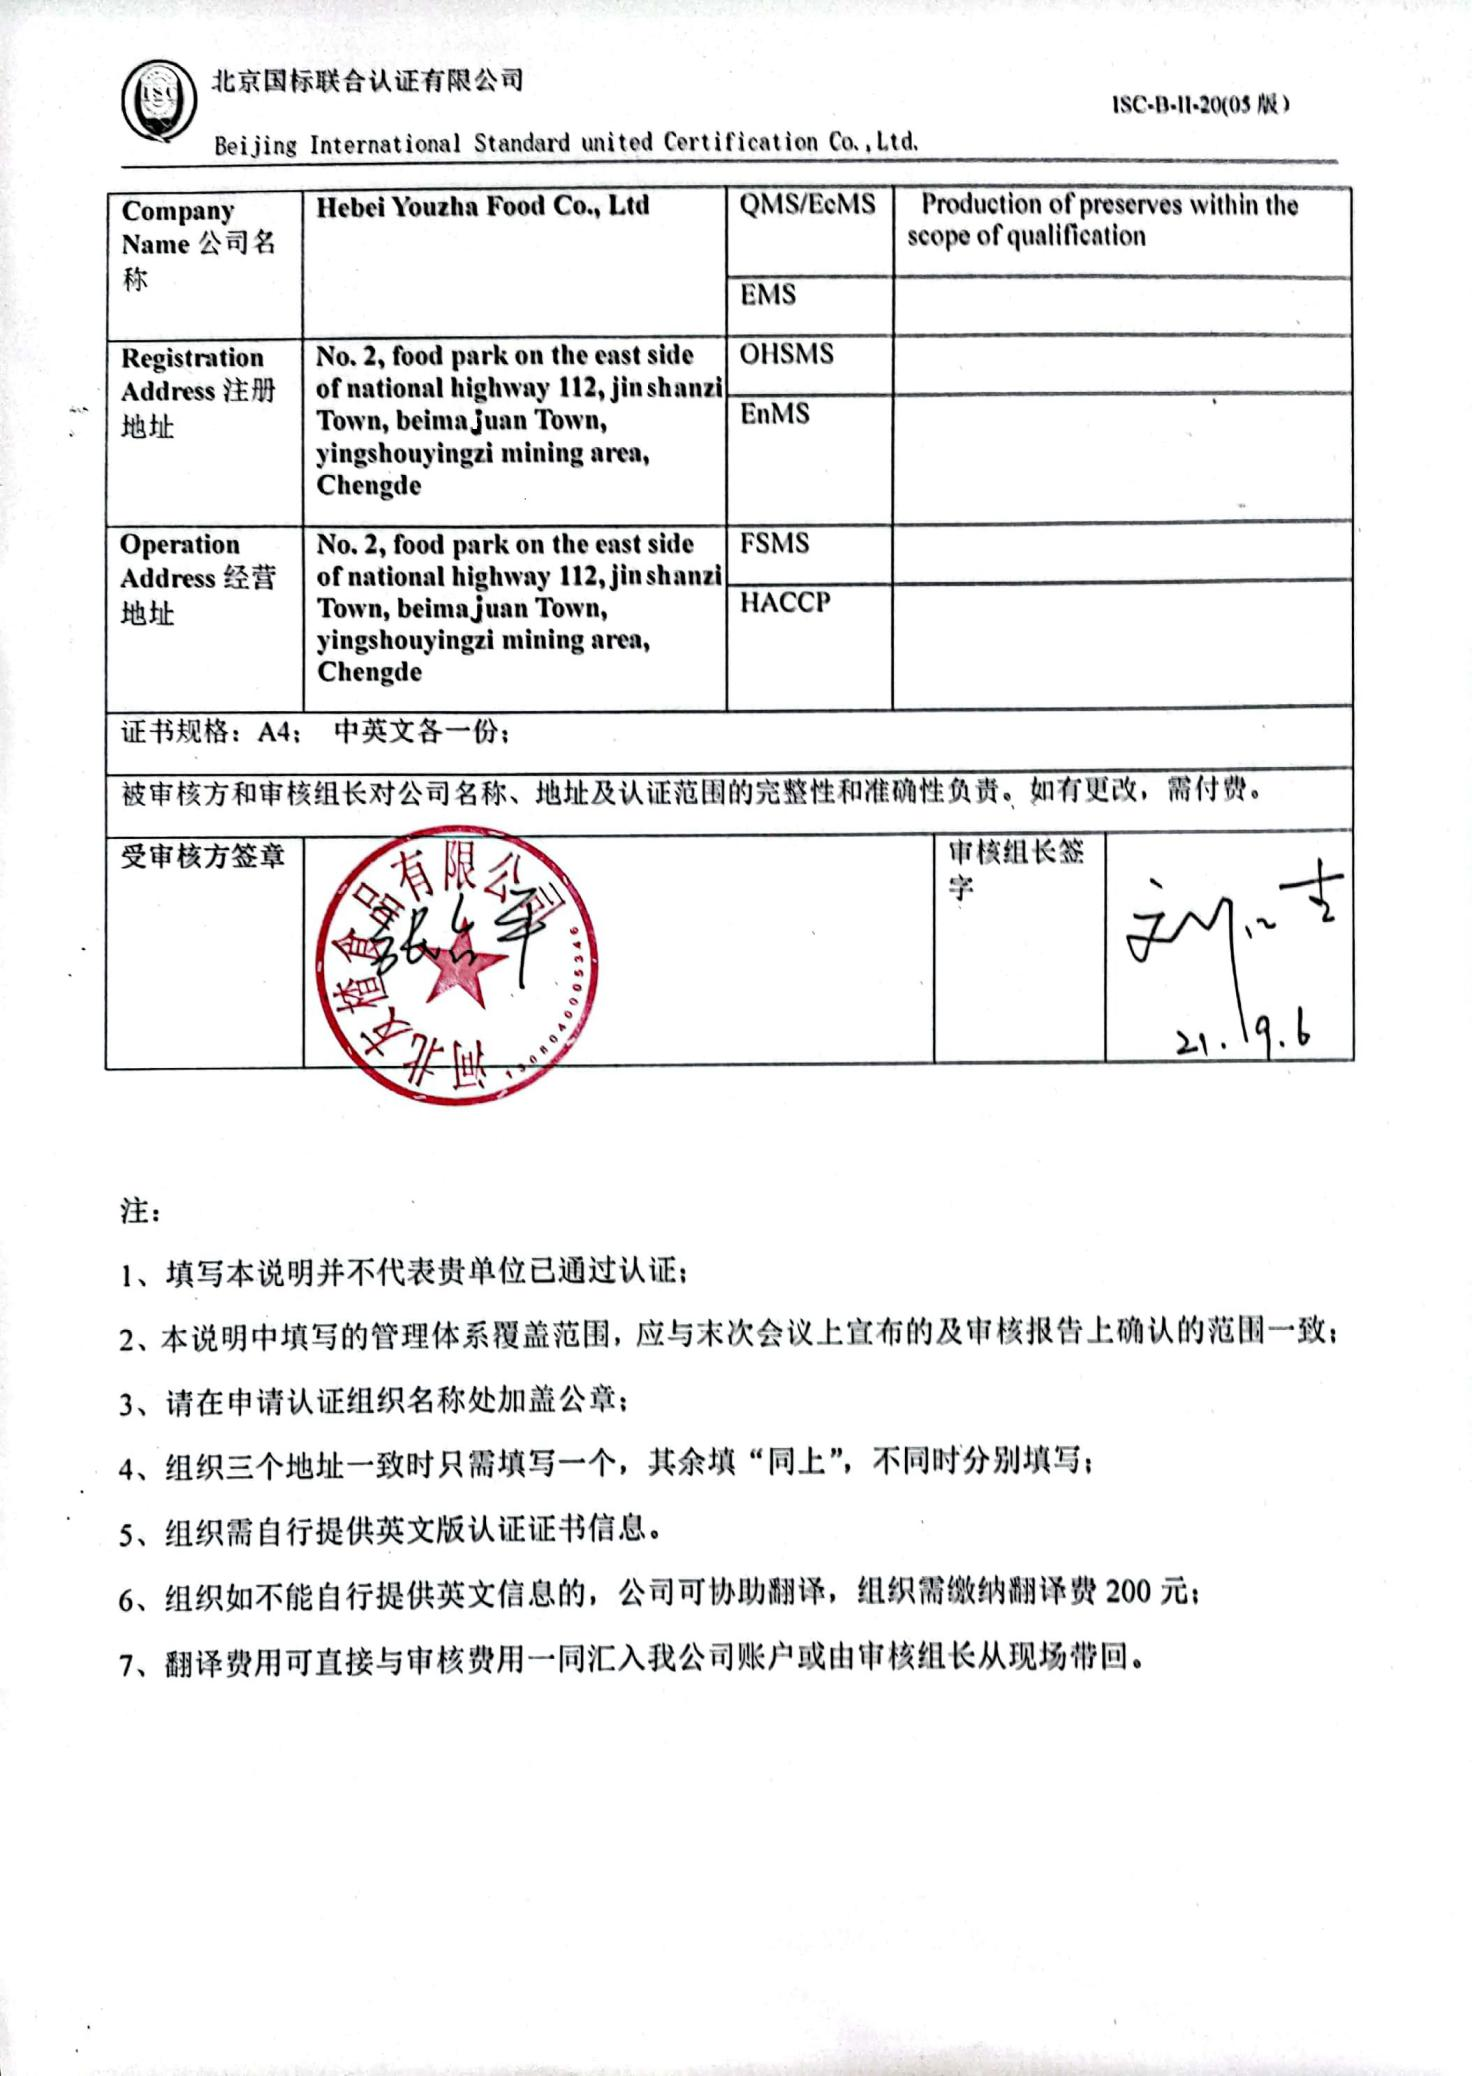 ISC
北京国标联合认证有限公司
ISC-B-II-20(05版)
Beijing International Standard united Certification Co.,Ltd.
Company
Name 公司名
称
Hebei Youzha Food Co., Ltd
QMS/EcMS
Production of preserves within the
scope of qualification
EMS
Registration
Address 注册
地址
No. 2, food park on the east side
of national highway 112, jinshanzi
Town, beimajuan Town,
yingshouyingzi mining area,
Chengde
OHSMS
EnMS
Operation
Address 经营
地址
No. 2, food park on the east side
of national highway 112, jinshanzi
Town, beimajuan Town,
yingshouyingzi mining area,
Chengde
FSMS
HACCP
证书规格：A4； 中英文各一份；
被审核方和审核组长对公司名称、地址及认证范围的完整性和准确性负责。如有更改，需付费。
受审核方签章
河北友楂食品有限公司
1308040005346
审核组长签
字
21.9.6
注：
1、填写本说明并不代表贵单位已通过认证；
2、本说明中填写的管理体系覆盖范围，应与末次会议上宣布的及审核报告上确认的范围一致；
3、请在申请认证组织名称处加盖公章；
4、组织三个地址一致时只需填写一个，其余填“同上”，不同时分别填写；
5、组织需自行提供英文版认证证书信息。
6、组织如不能自行提供英文信息的，公司可协助翻译，组织需缴纳翻译费 200 元；
7、翻译费用可直接与审核费用一同汇入我公司账户或由审核组长从现场带回。